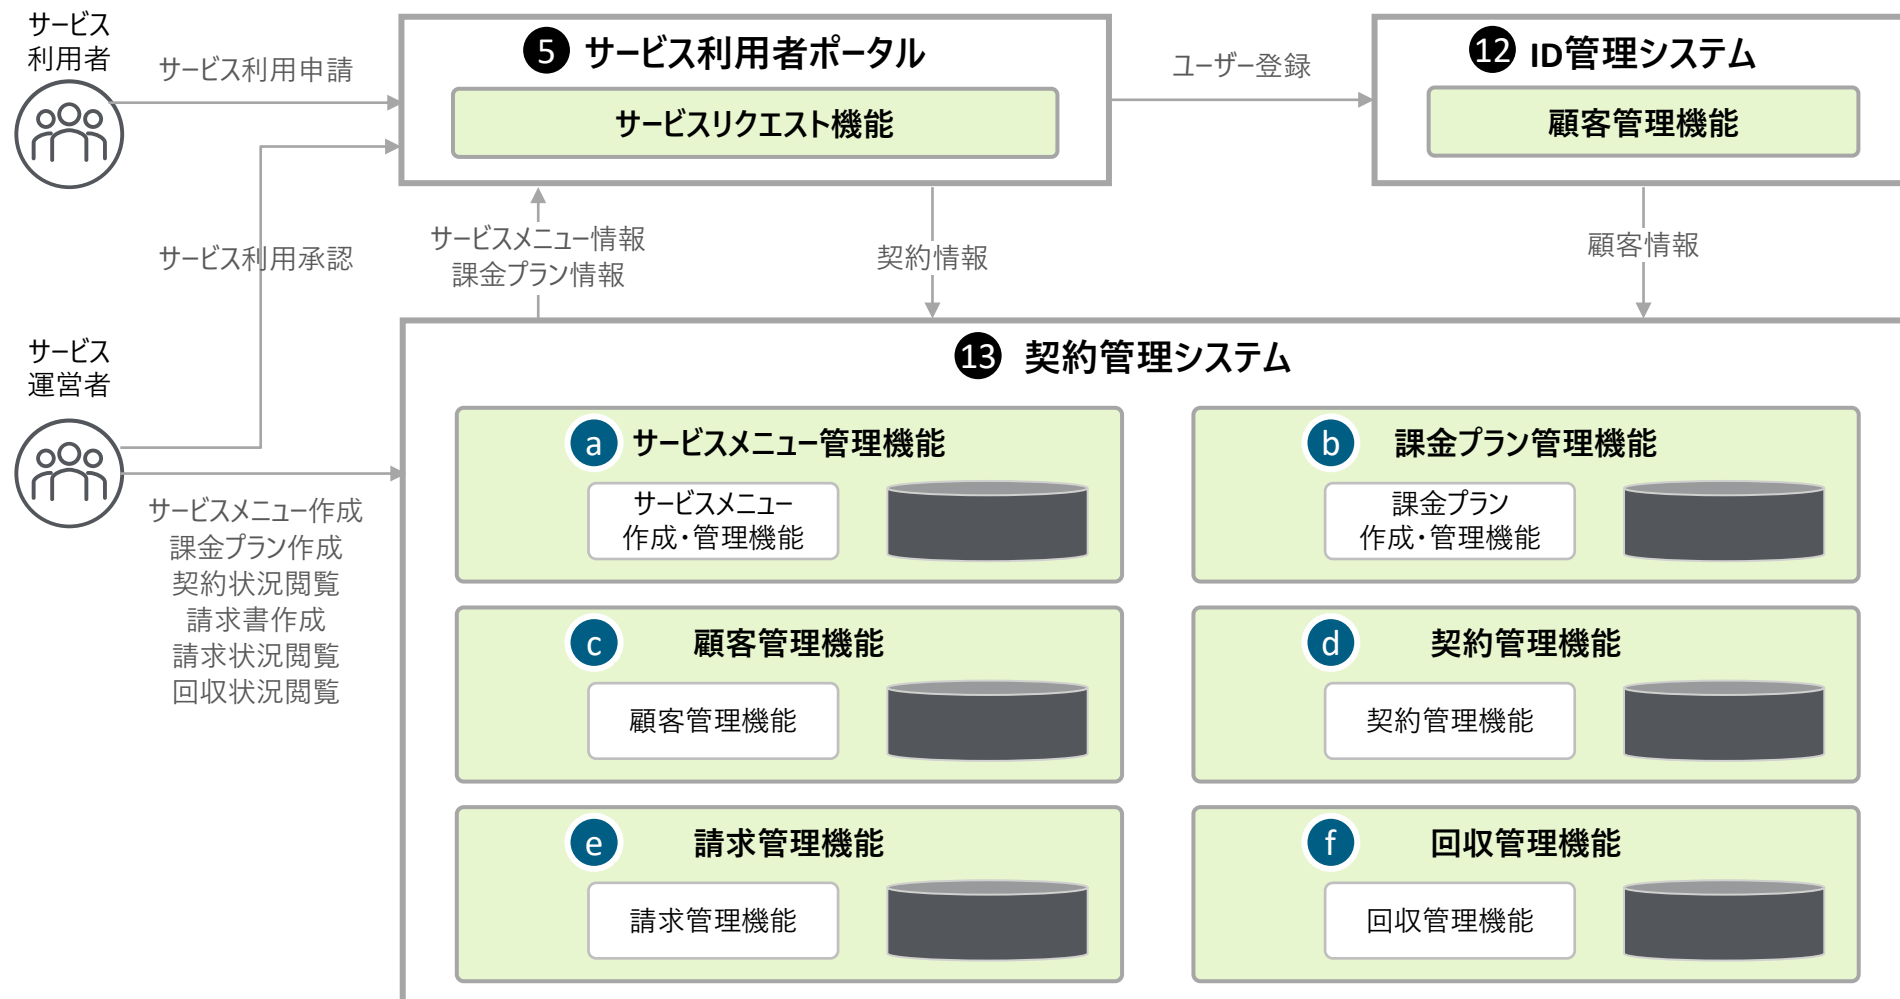 サービス
利用者
サービス利用申請
5 サービス利用者ポータル
サービスリクエスト機能
ユーザー登録
12 ID管理システム
顧客管理機能
サービス利用承認
サービスメニュー情報
課金プラン情報
契約情報
顧客情報
サービス
運営者
サービスメニュー作成
課金プラン作成
契約状況閲覧
請求書作成
請求状況閲覧
回収状況閲覧
13 契約管理システム
a サービスメニュー管理機能
サービスメニュー
作成・管理機能
b 課金プラン管理機能
課金プラン
作成・管理機能
c 顧客管理機能
顧客管理機能
d 契約管理機能
契約管理機能
e 請求管理機能
請求管理機能
f 回収管理機能
回収管理機能